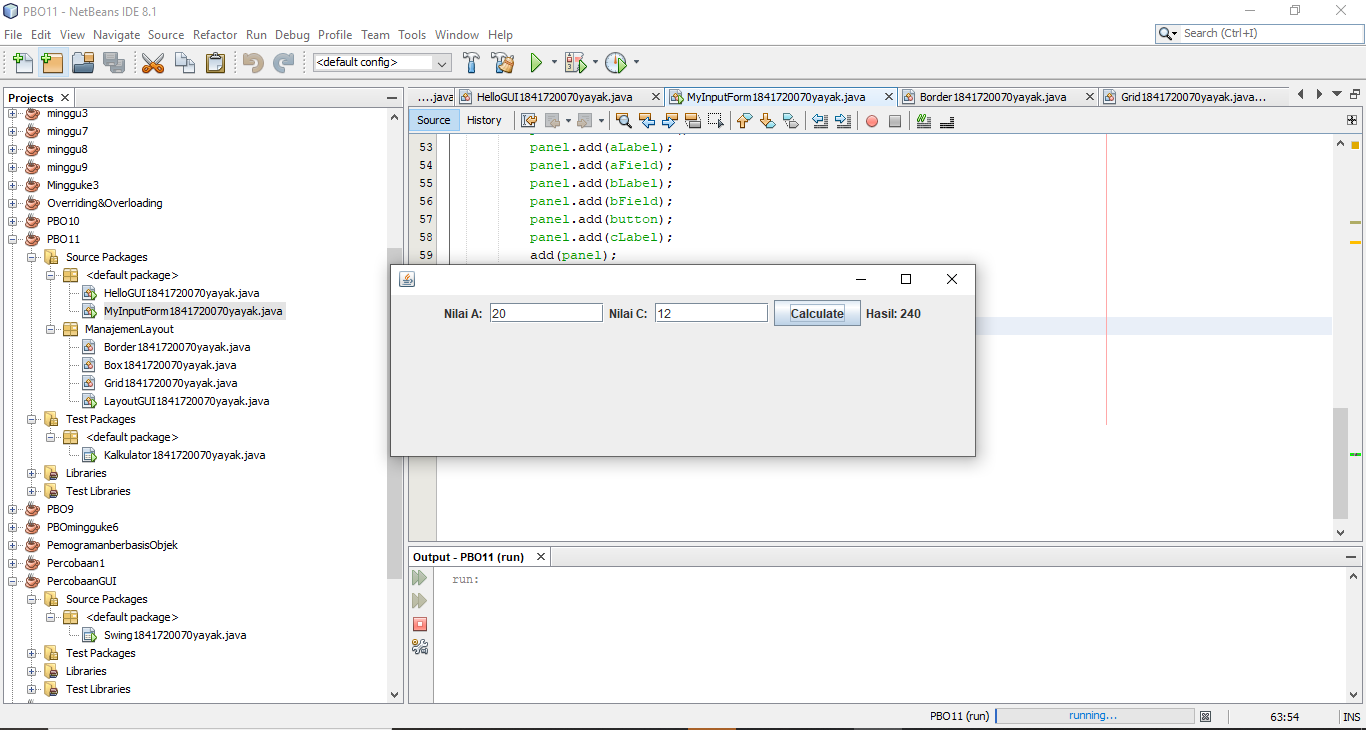 PBO11 - NetBeans IDE 8.1
File Edit View Navigate Source Refactor Run Debug Profile Team Tools Window Help
Search (Ctrl+I)
<default config>
Projects
minggu3
minggu7
minggu8
minggu9
Mingguke3
Overriding&Overloading
PBO10
PBO11
Source Packages
<default package>
HelloGUI1841720070yayak.java
MyInputForm1841720070yayak.java
ManajemenLayout
Border1841720070yayak.java
Box1841720070yayak.java
Grid1841720070yayak.java
LayoutGUI1841720070yayak.java
Test Packages
<default package>
Kalkulator1841720070yayak.java
Libraries
Test Libraries
PBO9
PBOmingguke6
PemogramanberbasisObjek
Percobaan1
PercobaanGUI
Source Packages
<default package>
Swing1841720070yayak.java
Test Packages
Libraries
Test Libraries
....java HelloGUI1841720070yayak.java MyInputForm1841720070yayak.java Border1841720070yayak.java Grid1841720070yayak.java...
Source History
53 panel.add(aLabel);
54 panel.add(aField);
55 panel.add(bLabel);
56 panel.add(bField);
57 panel.add(button);
58 panel.add(cLabel);
59 add(panel);
Nilai A: 20 Nilai C: 12 Calculate Hasil: 240
Output - PBO11 (run)
run:
PBO11 (run) running... 63:54 INS